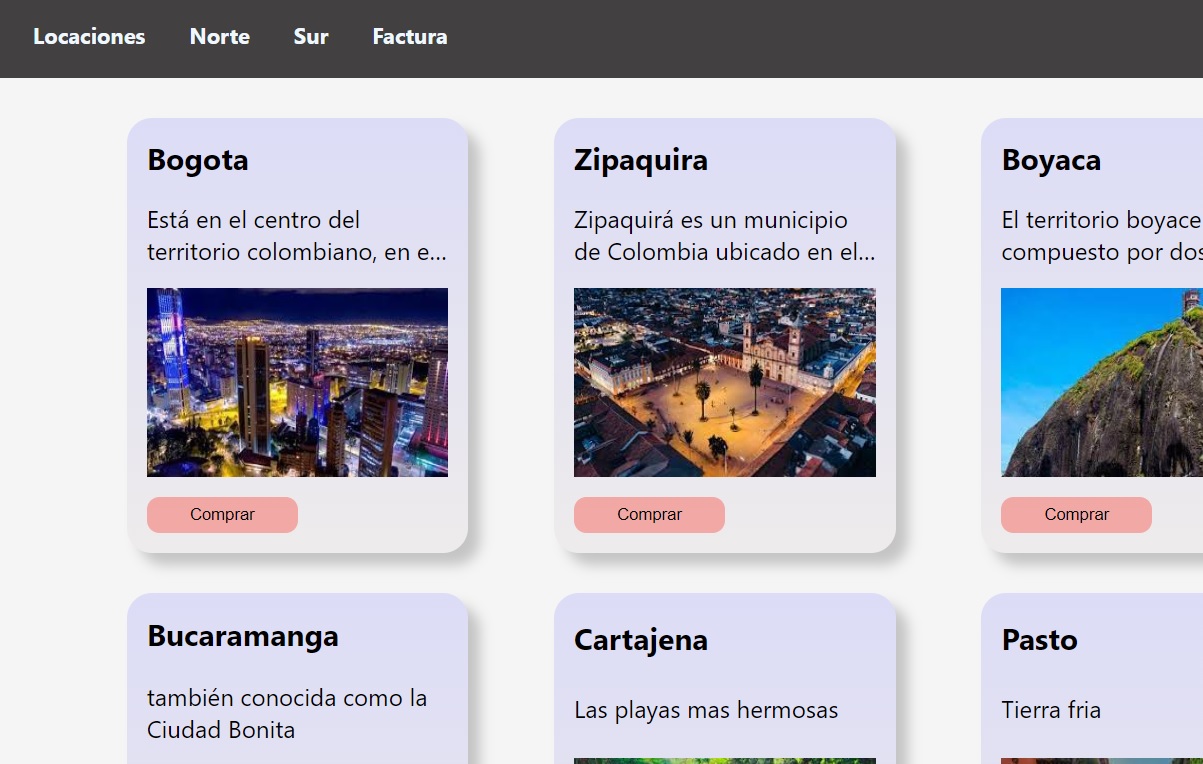 Locaciones Norte Sur Factura
Bogota
Está en el centro del
territorio colombiano, en e...
Comprar
Zipaquira
Zipaquirá es un municipio
de Colombia ubicado en el...
Comprar
Boyaca
El territorio boyace
compuesto por dos
Comprar
Bucaramanga
también conocida como la
Ciudad Bonita
Cartajena
Las playas mas hermosas
Pasto
Tierra fria